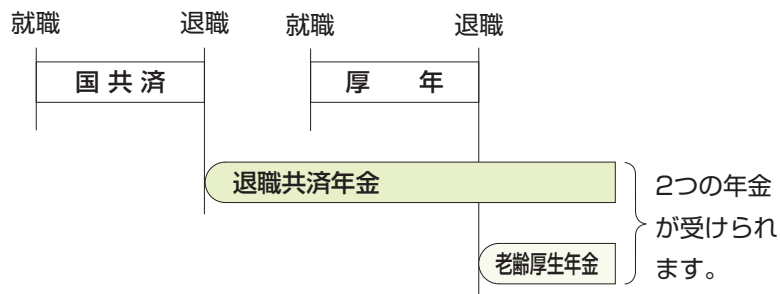 就職 退職 就職 退職
国共済 厚 年
退職共済年金
老齢厚生年金
2つの年金
が受けられ
ます。